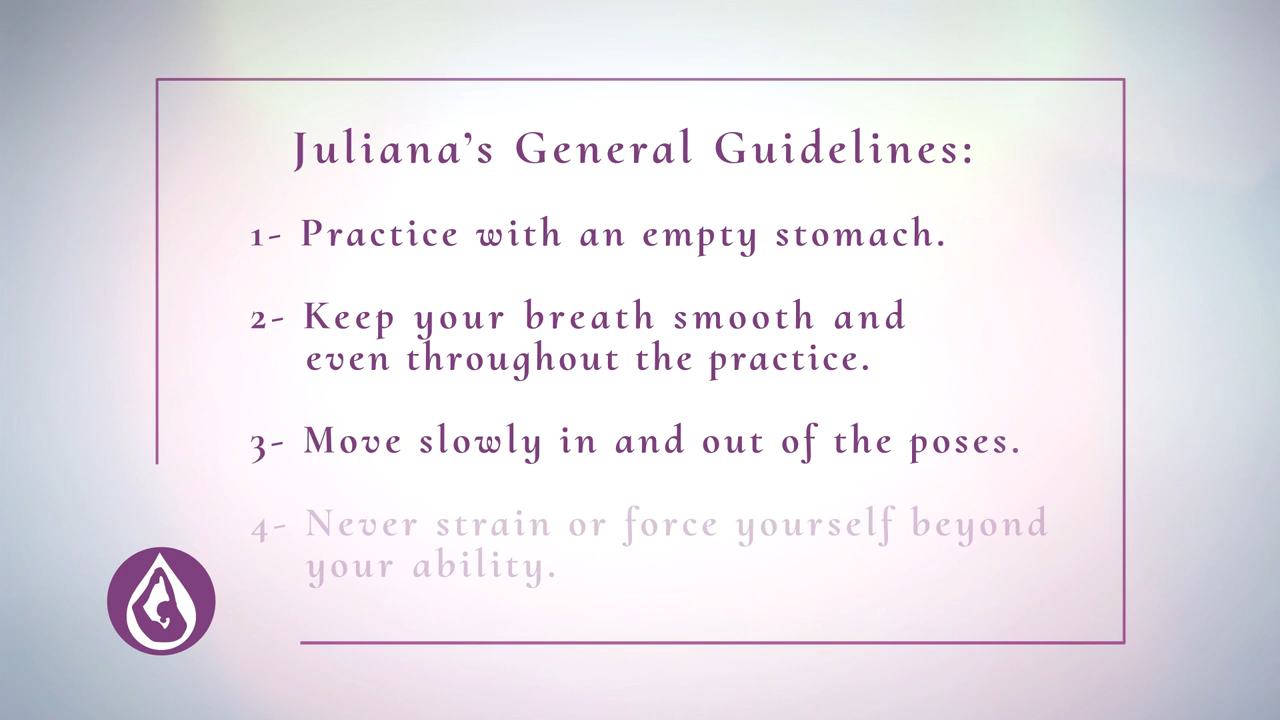 Juliana’s General Guidelines:
1- Practice with an empty stomach.
2- Keep your breath smooth and
even throughout the practice.
3- Move slowly in and out of the poses.
4- Never strain or force yourself beyond
your ability.